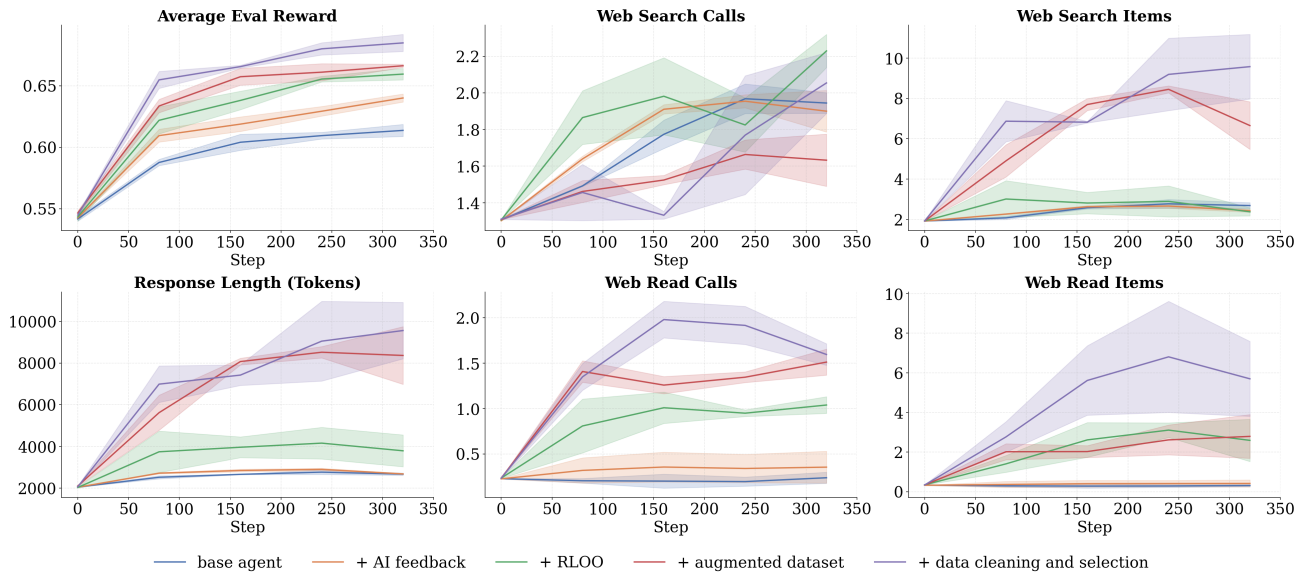 Average Eval Reward
0.65
0.60
0.55
0 50 100 150 200 250 300 350
Step
Web Search Calls
2.2
2.0
1.8
1.6
1.4
0 50 100 150 200 250 300 350
Step
Web Search Items
10
8
6
4
2
0 50 100 150 200 250 300 350
Step
Response Length (Tokens)
10000
8000
6000
4000
2000
0 50 100 150 200 250 300 350
Step
Web Read Calls
2.0
1.5
1.0
0.5
0 50 100 150 200 250 300 350
Step
Web Read Items
10
8
6
4
2
0
0 50 100 150 200 250 300 350
Step
base agent + AI feedback + RLOO + augmented dataset + data cleaning and selection